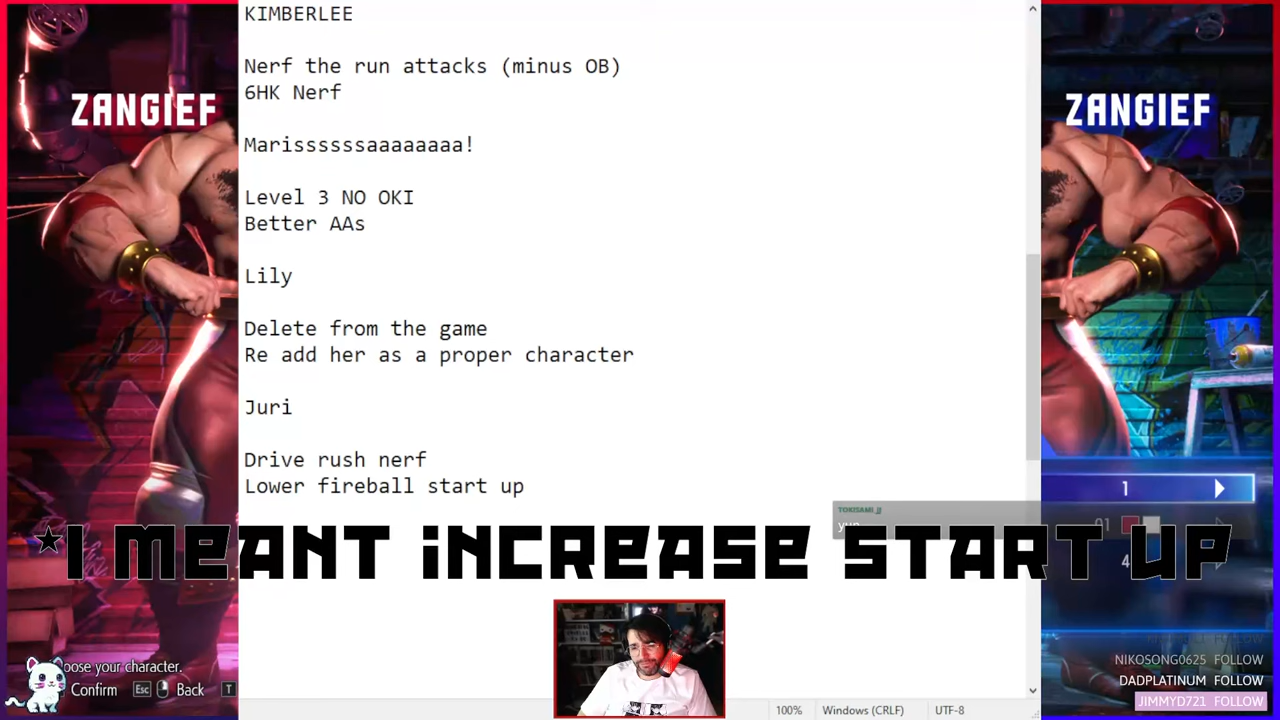 KIMBERLEE
Nerf the run attacks (minus OB)
6HK Nerf
Marissssssaaaaaaaa!
Level 3 NO OKI
Better AAs
Lily
Delete from the game
Re add her as a proper character
Juri
Drive rush nerf
Lower fireball start up
ZANGIEF
ZANGIEF
1
TOKISAMI_JJ
01
4
*I MEANT INCREASE START UP
oose your character.
Confirm Esc Back T
NIKOSONG0625 FOLLOW
DADPLATINUM FOLLOW
JIMMYD721 FOLLOW
100% Windows (CRLF) UTF-8